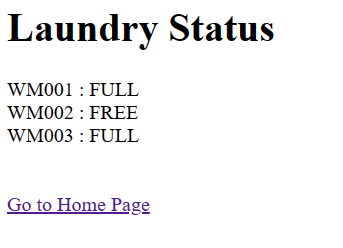 Laundry Status
WM001 : FULL
WM002 : FREE
WM003 : FULL
Go to Home Page